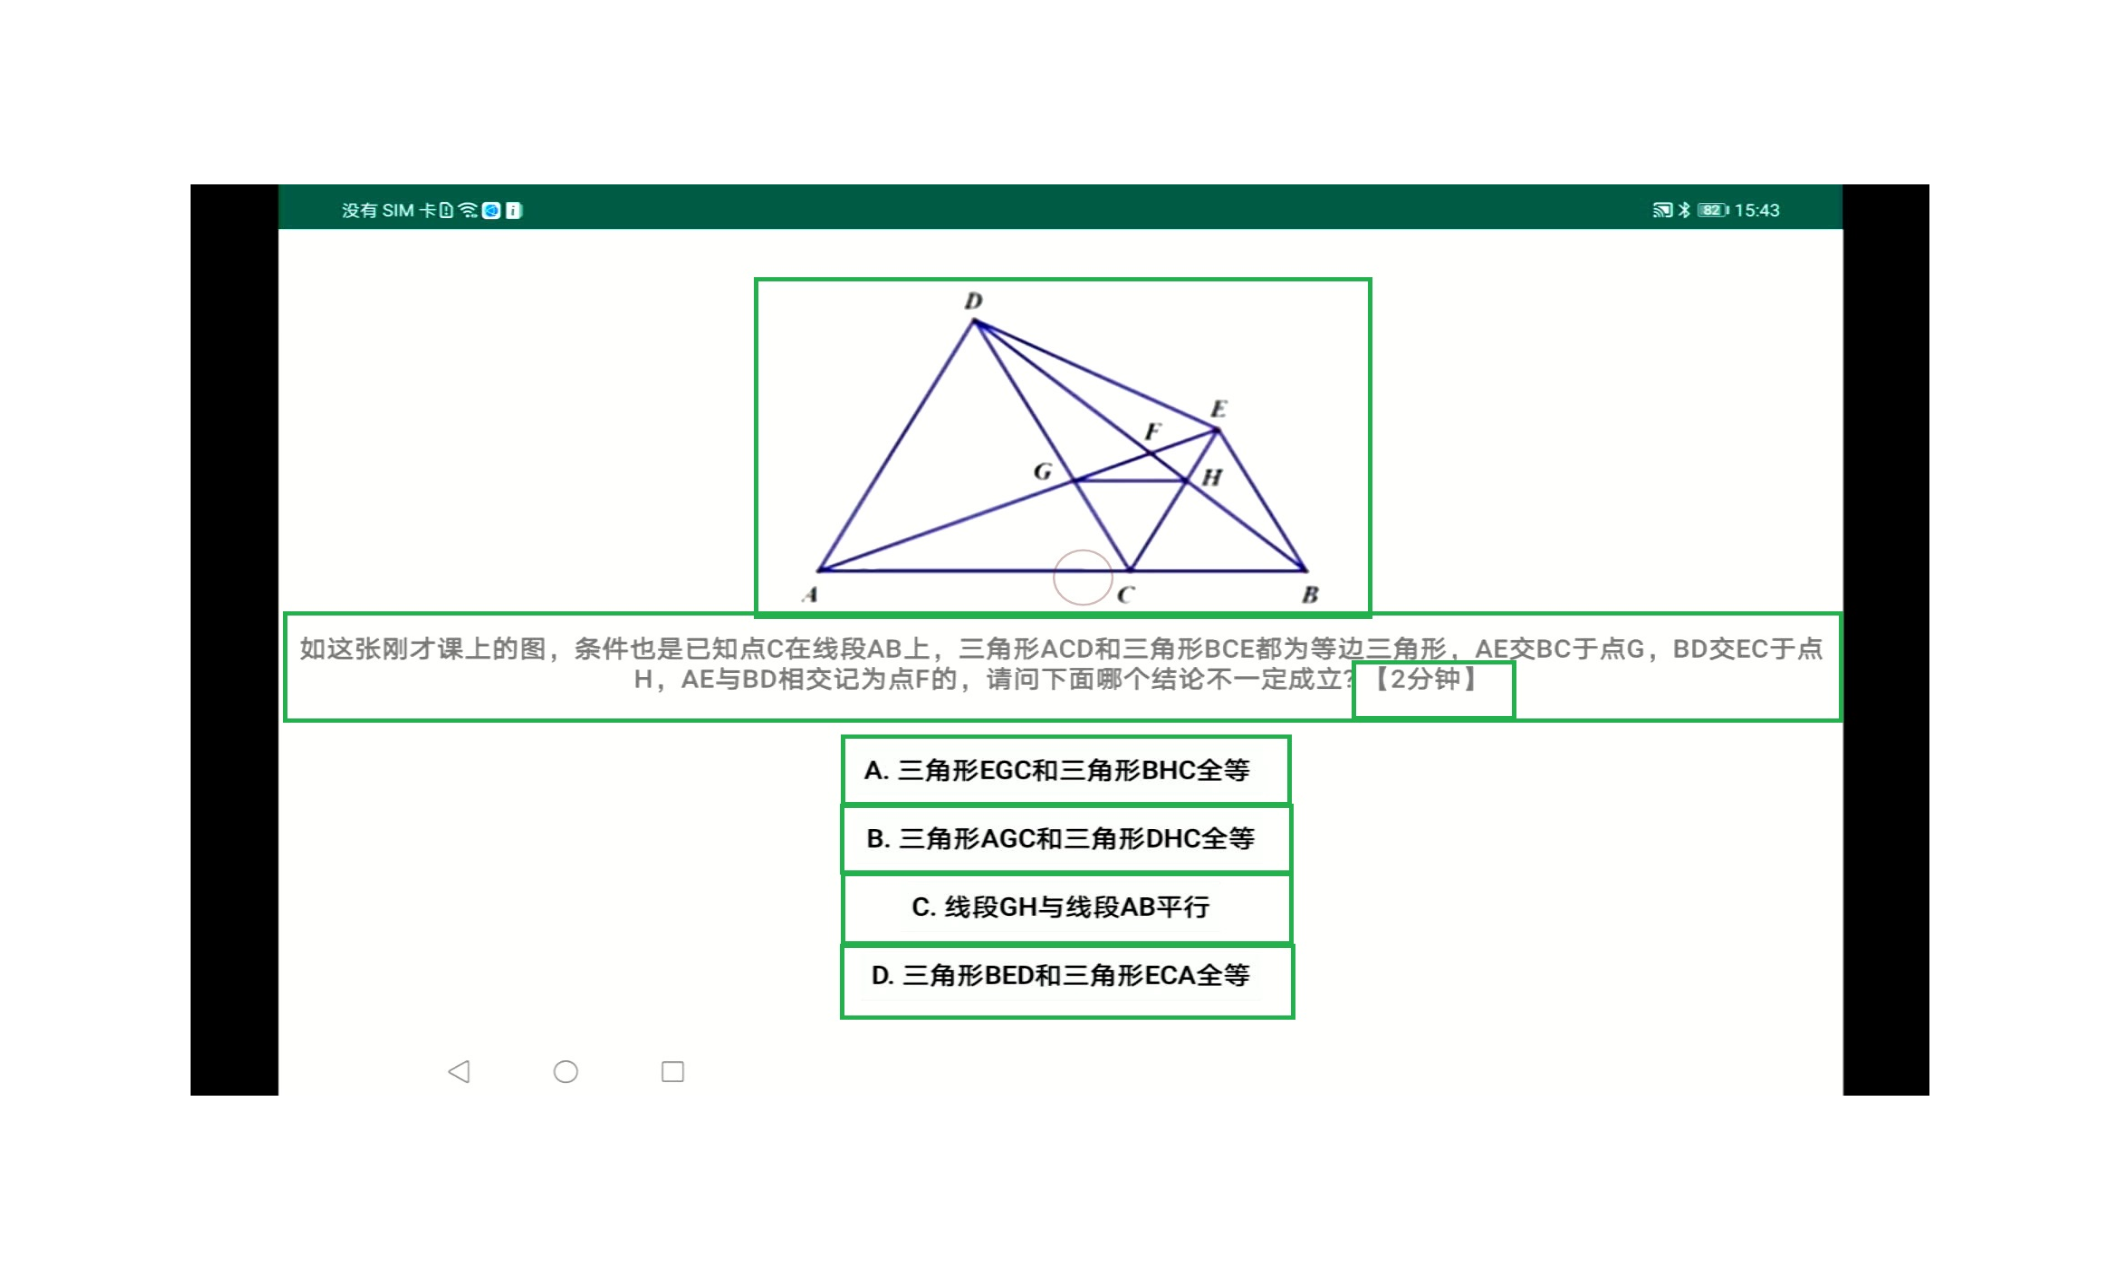 没有 SIM 卡
82 15:43
D
E
F
G
H
A
C
B
如这张刚才课上的图，条件也是已知点C在线段AB上，三角形ACD和三角形BCE都为等边三角形，AE交BC于点G，BD交EC于点
H，AE与BD相交记为点F的，请问下面哪个结论不一定成立?【2分钟】
A. 三角形EGC和三角形BHC全等
B. 三角形AGC和三角形DHC全等
C. 线段GH与线段AB平行
D. 三角形BED和三角形ECA全等